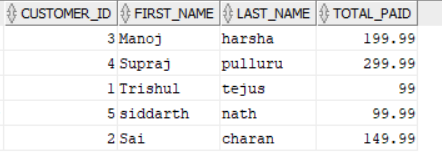 CUSTOMER_ID FIRST_NAME LAST_NAME TOTAL_PAID
3 Manoj harsha 199.99
4 Supraj pulluru 299.99
1 Trishul tejus 99
5 siddarth nath 99.99
2 Sai charan 149.99